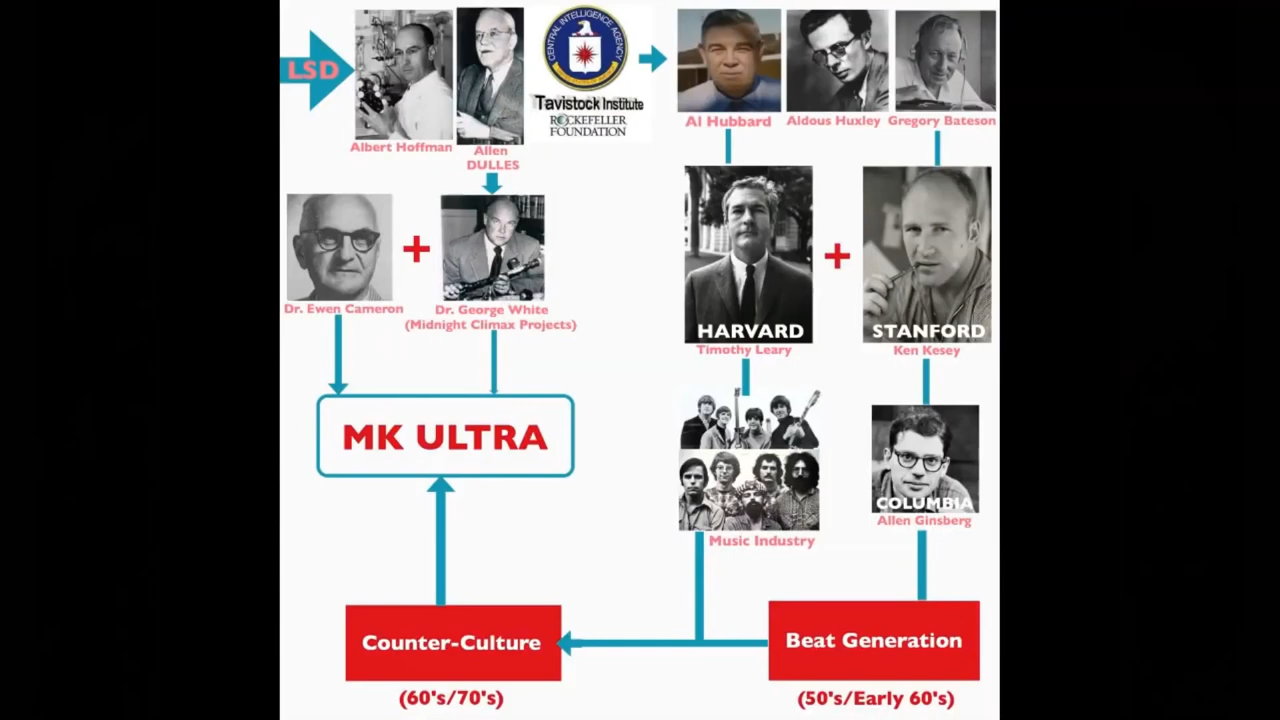 LSD
CENTRAL INTELLIGENCE AGENCY
Tavistock Institute
ROCKEFELLER
FOUNDATION
Albert Hoffman
Allen
DULLES
Al Hubbard
Aldous Huxley
Gregory Bateson
Dr. Ewen Cameron
Dr. George White
(Midnight Climax Projects)
HARVARD
Timothy Leary
STANFORD
Ken Kesey
MK ULTRA
COLUMBIA
Allen Ginsberg
Music Industry
Counter-Culture
(60's/70's)
Beat Generation
(50's/Early 60's)